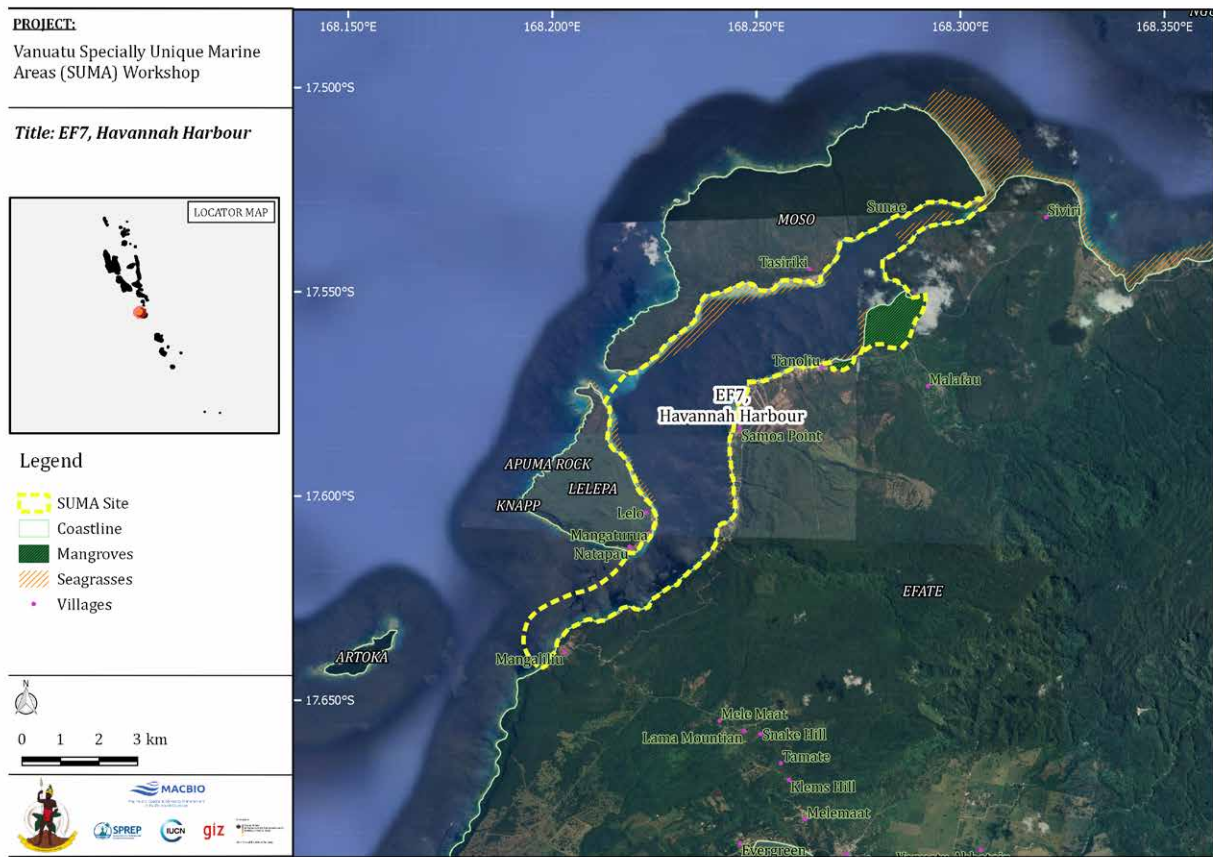 PROJECT:
Vanuatu Specially Unique Marine
Areas (SUMA) Workshop
Title: EF7, Havannah Harbour
LOCATOR MAP
Legend
SUMA Site
Coastline
Mangroves
Seagrasses
Villages
N
0 1 2 3 km
MACBIO
SPREP
IUCN
giz
168.150°E
168.200°E
168.250°E
168.300°E
168.350°E
17.500°S
17.550°S
17.600°S
17.650°S
MOSO
Sunae
Siviri
Tasiriki
Tanoliu
Malafau
EF7,
Havannah Harbour
Samoa Point
APUMA ROCK
LELEPA
KNAPP
Lelo
Mangaturua
Natapau
EFATE
ARTOKA
Mangaliliu
Mele Maat
Lama Mountian
Snake Hill
Tamate
Klems Hill
Melemaat
Evergreen